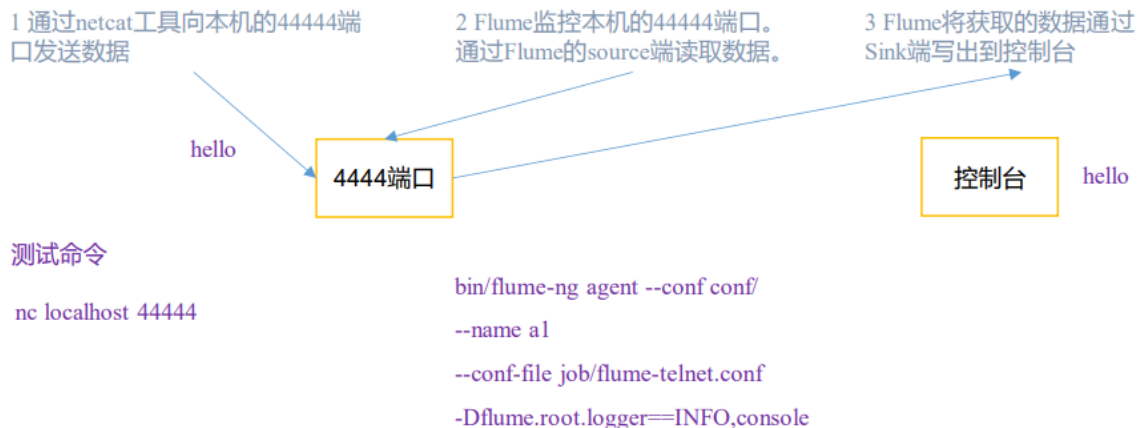 1 通过netcat工具向本机的44444端
口发送数据
2 Flume监控本机的44444端口。
通过Flume的source端读取数据。
3 Flume将获取的数据通过
Sink端写出到控制台
hello
4444端口
控制台
hello
测试命令
nc localhost 44444
bin/flume-ng agent --conf conf/
--name a1
--conf-file job/flume-telnet.conf
-Dflume.root.logger==INFO,console